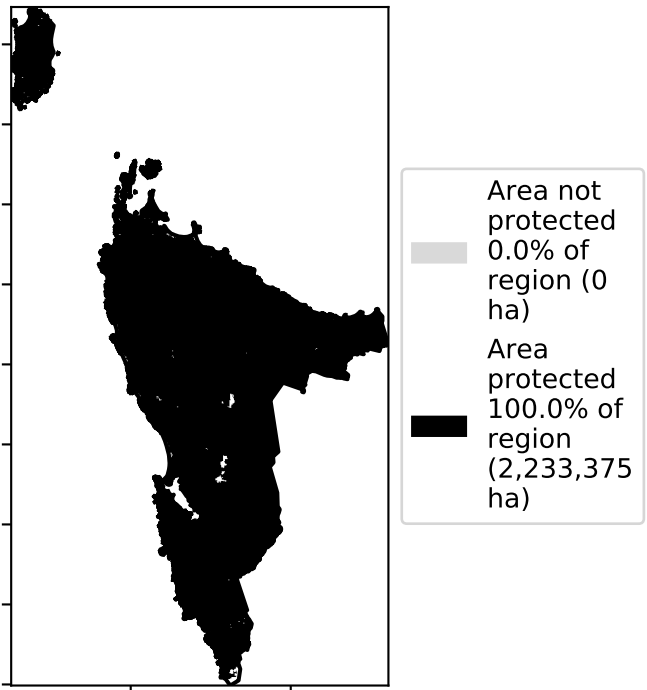 Area not
protected
0.0% of
region (0
ha)
Area
protected
100.0% of
region
(2,233,375
ha)